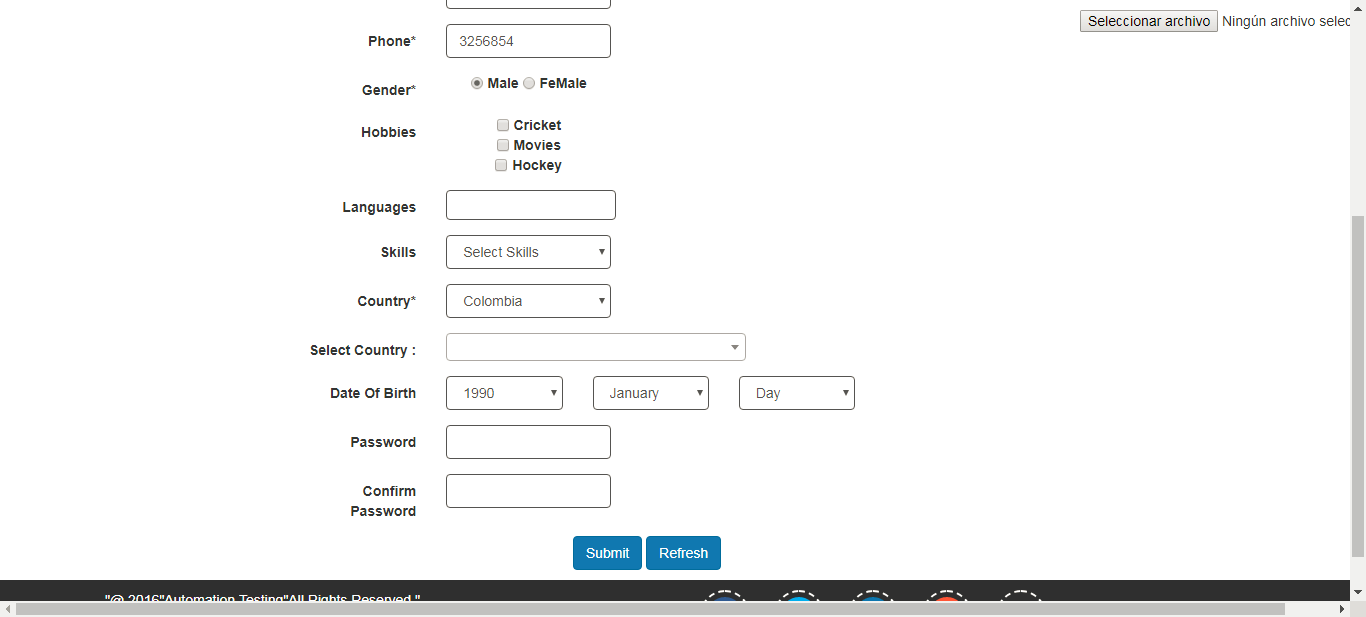 Seleccionar archivo Ningún archivo selec
Phone* 3256854
Gender* Male FeMale
Hobbies Cricket
Movies
Hockey
Languages
Skills Select Skills
Country* Colombia
Select Country :
Date Of Birth 1990 January Day
Password
Confirm
Password
Submit Refresh
"@ 2016"Automation Testing"All Rights Reserved."